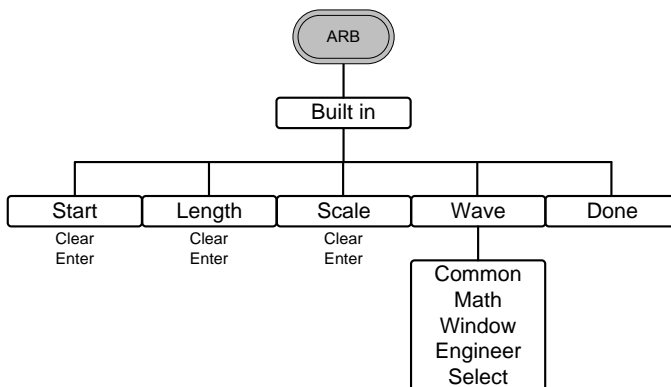 ARB
Built in
Start
Length
Scale
Wave
Done
Clear
Enter
Clear
Enter
Clear
Enter
Common
Math
Window
Engineer
Select